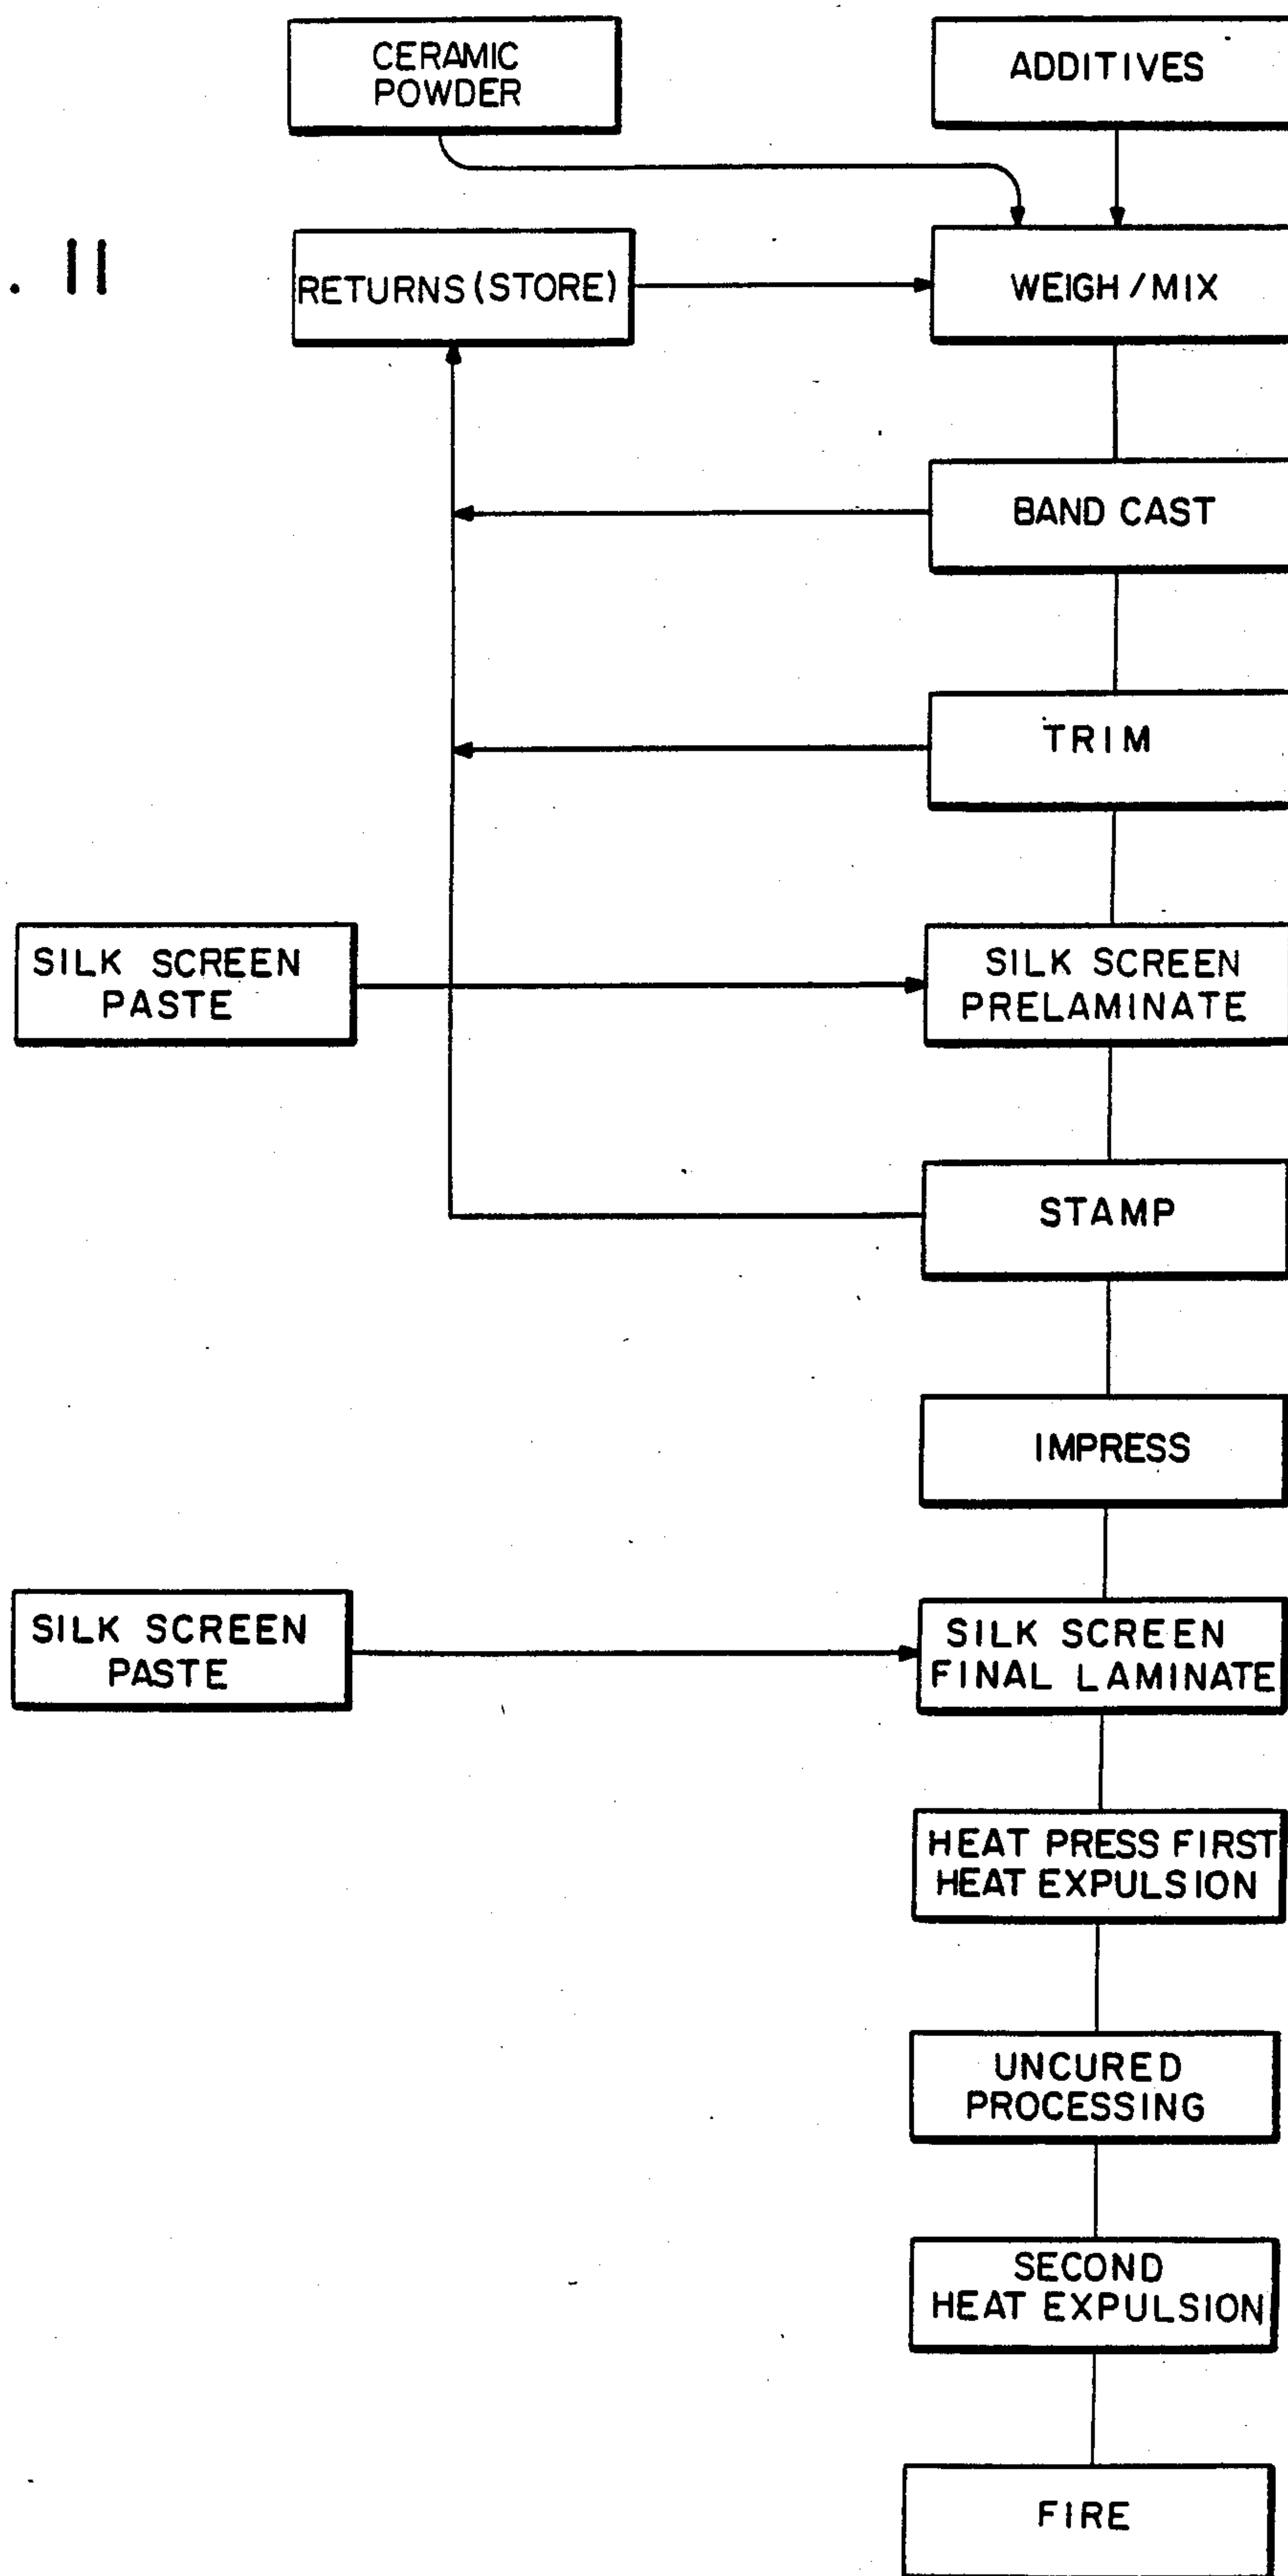 CERAMIC
POWDER
ADDITIVES
. 11
RETURNS (STORE)
WEIGH / MIX
BAND CAST
TRIM
SILK SCREEN
PASTE
SILK SCREEN
PRELAMINATE
STAMP
IMPRESS
SILK SCREEN
PASTE
SILK SCREEN
FINAL LAMINATE
HEAT PRESS FIRST
HEAT EXPULSION
UNCURED
PROCESSING
SECOND
HEAT EXPULSION
FIRE